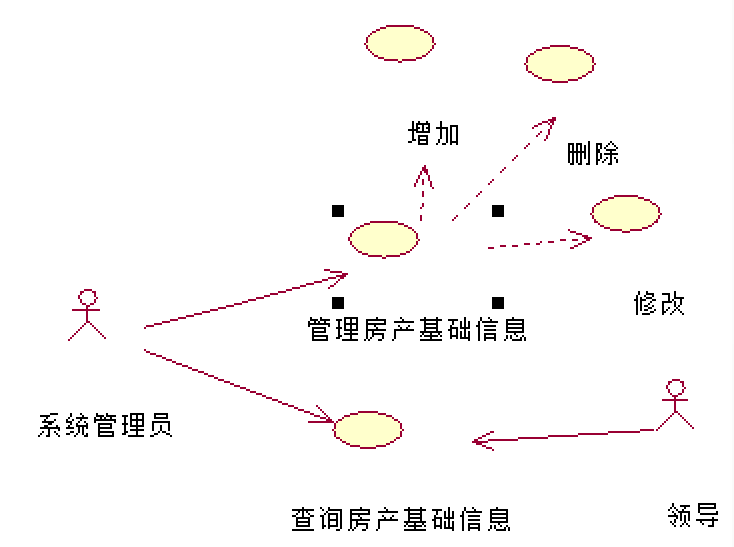 增加
删除
修改
管理房产基础信息
系统管理员
查询房产基础信息
领导